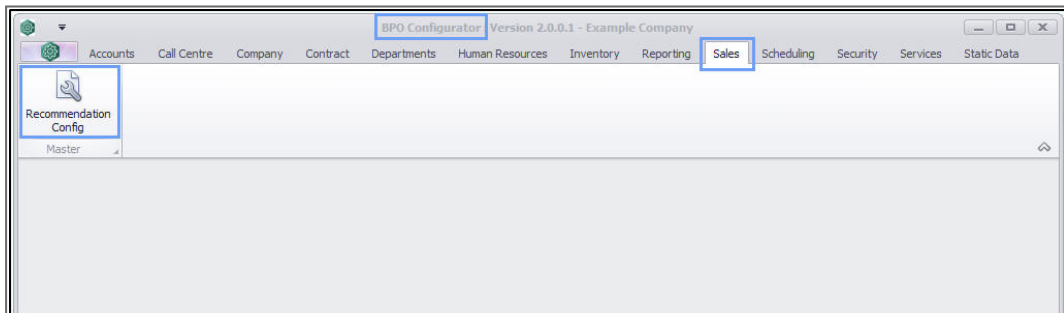 BPO Configurator Version 2.0.0.1 - Example Company
Accounts Call Centre Company Contract Departments Human Resources Inventory Reporting Sales Scheduling Security Services Static Data
Recommendation
Config
Master